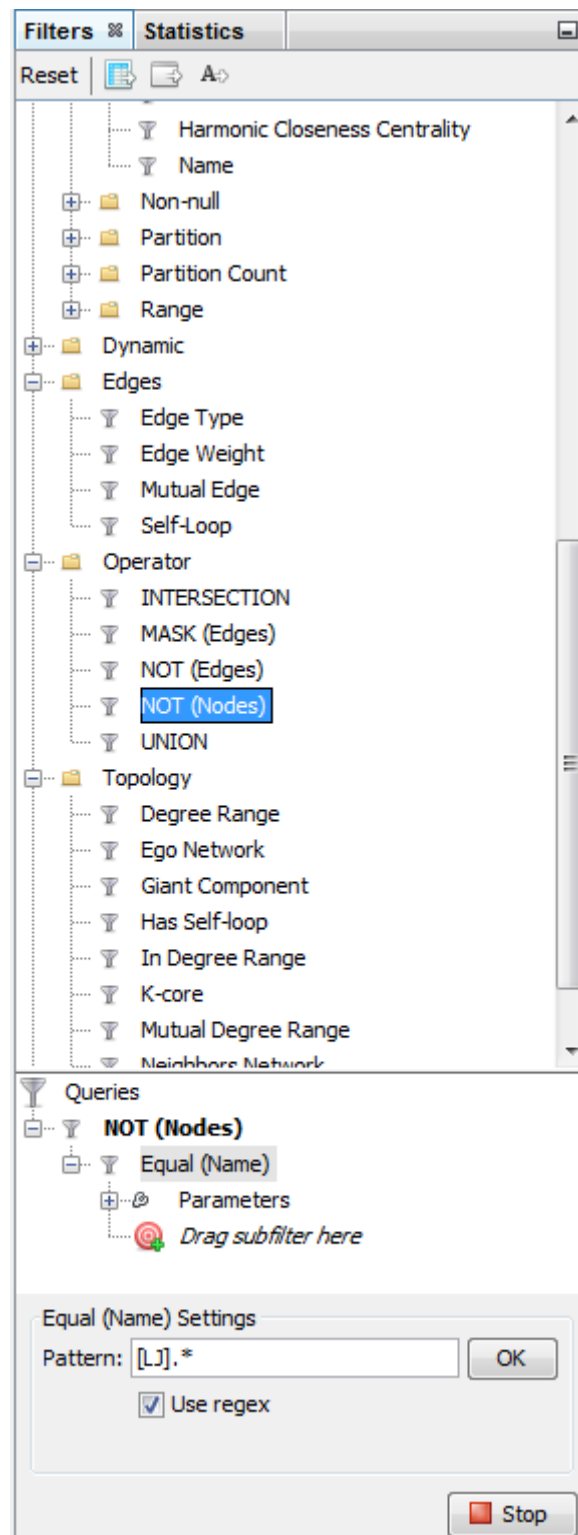 Filters Statistics
Reset A
Harmonic Closeness Centrality
Name
Non-null
Partition
Partition Count
Range
Dynamic
Edges
Edge Type
Edge Weight
Mutual Edge
Self-Loop
Operator
INTERSECTION
MASK (Edges)
NOT (Edges)
NOT (Nodes)
UNION
Topology
Degree Range
Ego Network
Giant Component
Has Self-loop
In Degree Range
K-core
Mutual Degree Range
Neighbors Network
Queries
NOT (Nodes)
Equal (Name)
Parameters
Drag subfilter here
Equal (Name) Settings
Pattern: [LJ].* OK
Use regex
Stop